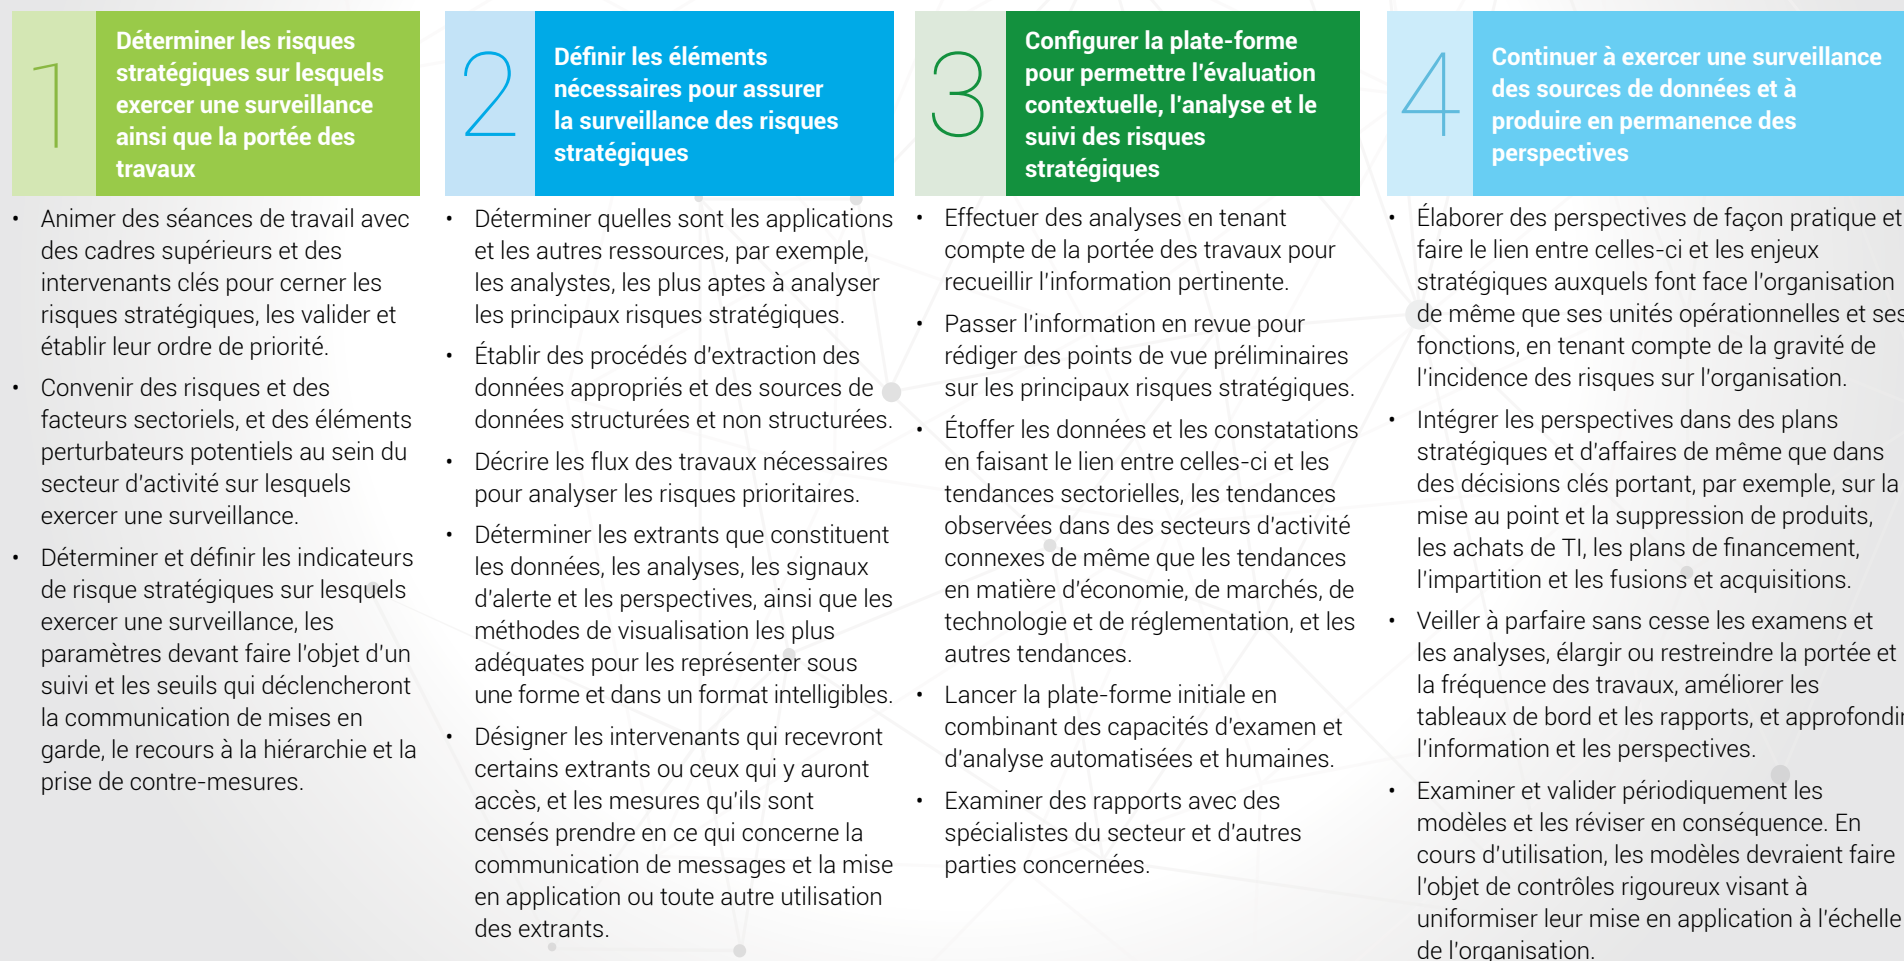 1
Déterminer les risques
stratégiques sur lesquels
exercer une surveillance
ainsi que la portée des
travaux
• Animer des séances de travail avec
des cadres supérieurs et des
intervenants clés pour cerner les
risques stratégiques, les valider et
établir leur ordre de priorité.
• Convenir des risques et des
facteurs sectoriels, et des éléments
perturbateurs potentiels au sein du
secteur d'activité sur lesquels
exercer une surveillance.
• Déterminer et définir les indicateurs
de risque stratégiques sur lesquels
exercer une surveillance, les
paramètres devant faire l'objet d'un
suivi et les seuils qui déclencheront
la communication de mises en
garde, le recours à la hiérarchie et la
prise de contre-mesures.
2
Définir les éléments
nécessaires pour assurer
la surveillance des risques
stratégiques
• Déterminer quelles sont les applications
et les autres ressources, par exemple,
les analystes, les plus aptes à analyser
les principaux risques stratégiques.
• Établir des procédés d'extraction des
données appropriés et des sources de
données structurées et non structurées.
• Décrire les flux des travaux nécessaires
pour analyser les risques prioritaires.
• Déterminer les extrants que constituent
les données, les analyses, les signaux
d'alerte et les perspectives, ainsi que les
méthodes de visualisation les plus
adéquates pour les représenter sous
une forme et dans un format intelligibles.
• Désigner les intervenants qui recevront
certains extrants ou ceux qui y auront
accès, et les mesures qu'ils sont
censés prendre en ce qui concerne la
communication de messages et la mise
en application ou toute autre utilisation
des extrants.
3
Configurer la plate-forme
pour permettre l'évaluation
contextuelle, l'analyse et le
suivi des risques
stratégiques
• Effectuer des analyses en tenant
compte de la portée des travaux pour
recueillir l'information pertinente.
• Passer l'information en revue pour
rédiger des points de vue préliminaires
sur les principaux risques stratégiques.
• Étoffer les données et les constatations
en faisant le lien entre celles-ci et les
tendances sectorielles, les tendances
observées dans des secteurs d'activité
connexes de même que les tendances
en matière d'économie, de marchés, de
technologie et de réglementation, et les
autres tendances.
• Lancer la plate-forme initiale en
combinant des capacités d'examen et
d'analyse automatisées et humaines.
• Examiner des rapports avec des
spécialistes du secteur et d'autres
parties concernées.
4
Continuer à exercer une surveillance
des sources de données et à
produire en permanence des
perspectives
• Élaborer des perspectives de façon pratique et
faire le lien entre celles-ci et les enjeux
stratégiques auxquels font face l'organisation
de même que ses unités opérationnelles et ses
fonctions, en tenant compte de la gravité de
l'incidence des risques sur l'organisation.
• Intégrer les perspectives dans des plans
stratégiques et d'affaires de même que dans
des décisions clés portant, par exemple, sur la
mise au point et la suppression de produits,
les achats de TI, les plans de financement,
l'impartition et les fusions et acquisitions.
• Veiller à parfaire sans cesse les examens et
les analyses, élargir ou restreindre la portée et
la fréquence des travaux, améliorer les
tableaux de bord et les rapports, et approfondir
l'information et les perspectives.
• Examiner et valider périodiquement les
modèles et les réviser en conséquence. En
cours d'utilisation, les modèles devraient faire
l'objet de contrôles rigoureux visant à
uniformiser leur mise en application à l'échelle
de l'organisation.